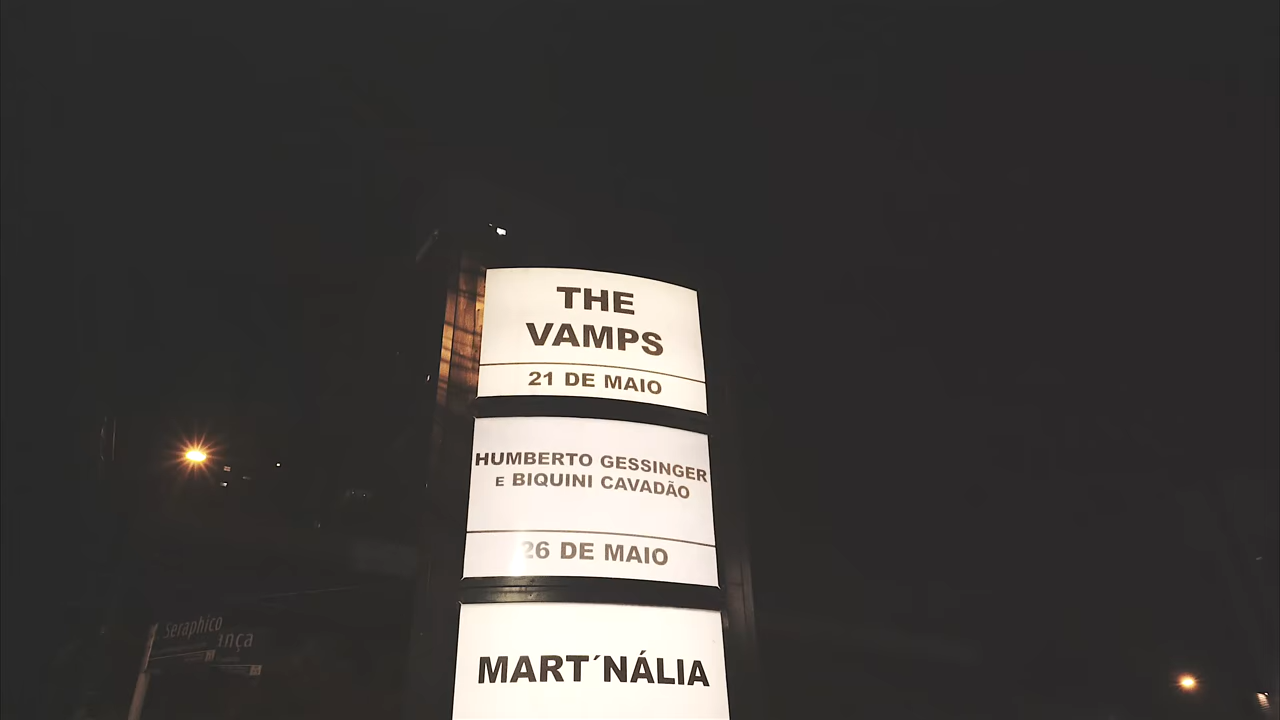 THE
VAMPS
21 DE MAIO
HUMBERTO GESSINGER
E BIQUINI CAVADÃO
26 DE MAIO
MART´NÁLIA
Seraphico